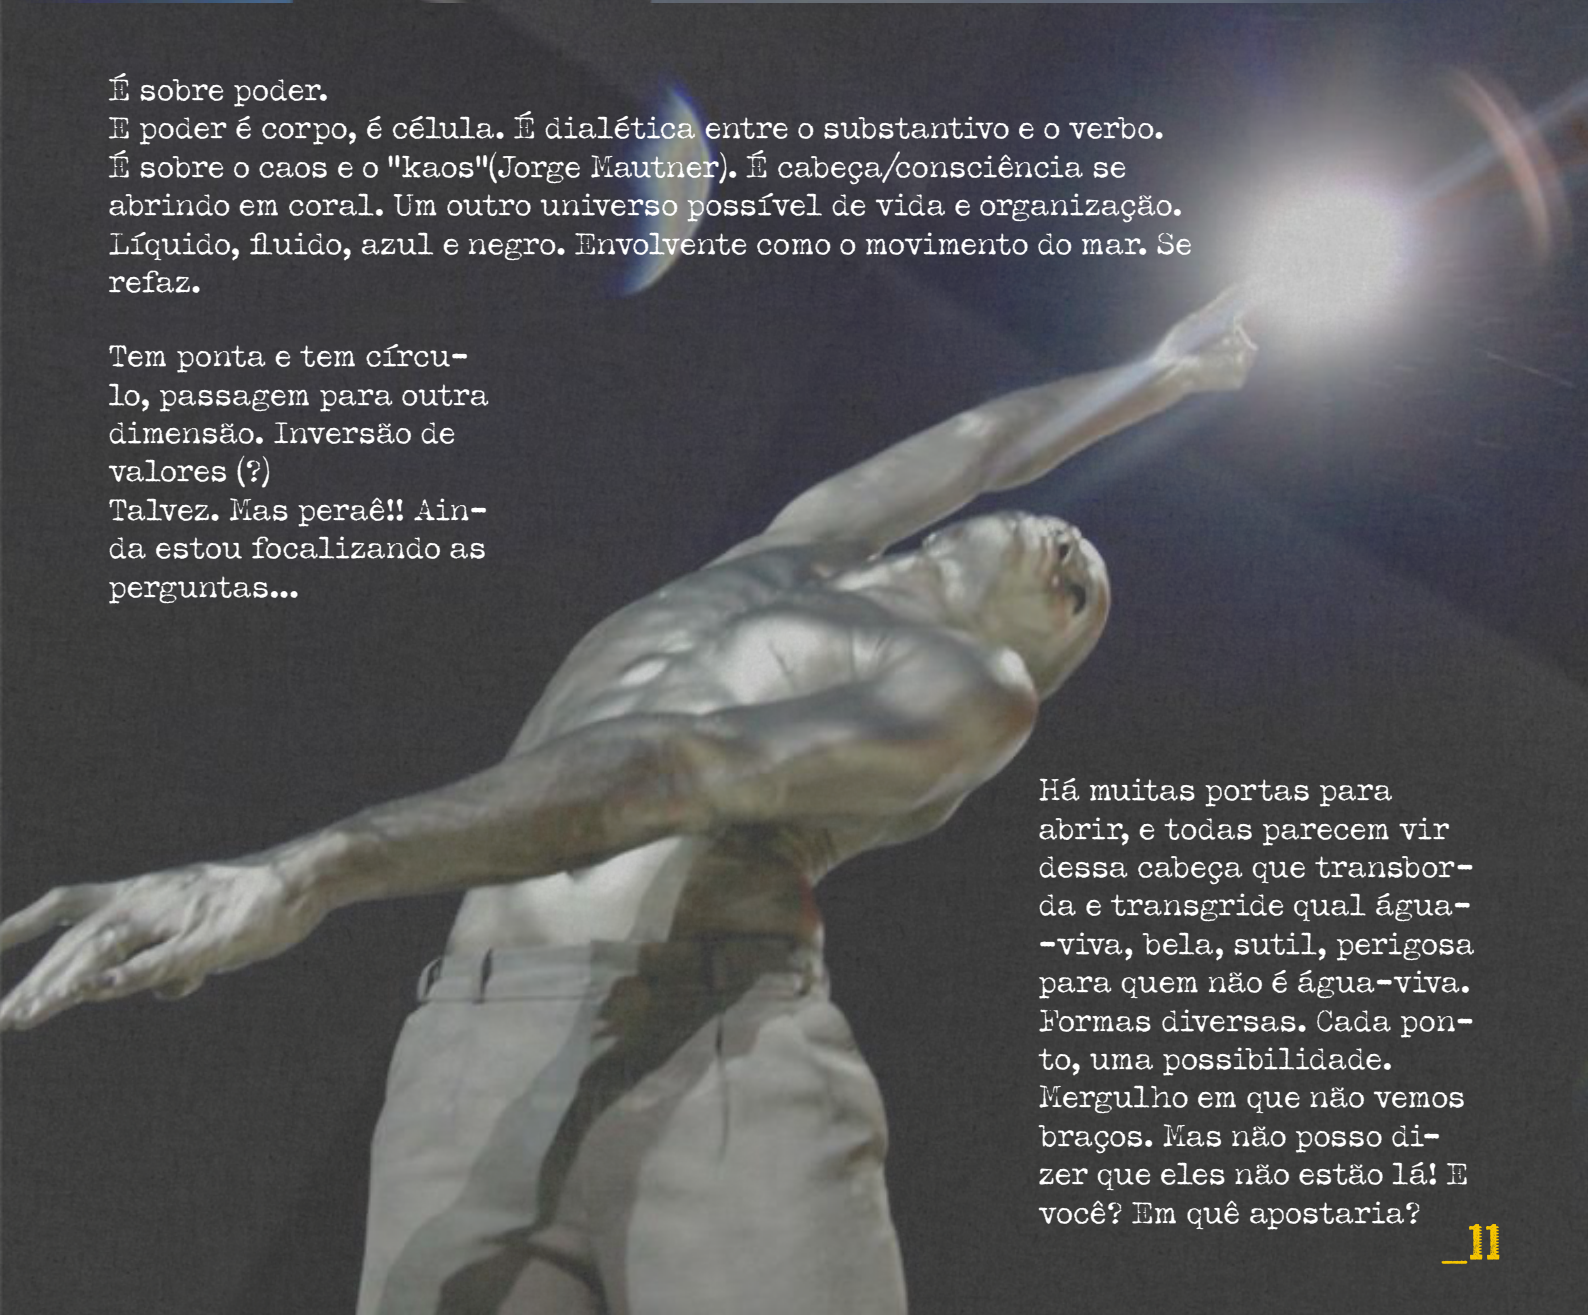 É sobre poder.
E poder é corpo, é célula. É dialética entre o substantivo e o verbo.
É sobre o caos e o "kaos"(Jorge Mautner). É cabeça/consciência se
abrindo em coral. Um outro universo possível de vida e organização.
Líquido, fluido, azul e negro. Envolvente como o movimento do mar. Se
refaz.
Tem ponta e tem círcu-
lo, passagem para outra
dimensão. Inversão de
valores (?)
Talvez. Mas peraê!! Ain-
da estou focalizando as
perguntas...
Há muitas portas para
abrir, e todas parecem vir
dessa cabeça que transbor-
da e transgride qual água-
-viva, bela, sutil, perigosa
para quem não é água-viva.
Formas diversas. Cada pon-
to, uma possibilidade.
Mergulho em que não vemos
braços. Mas não posso di-
zer que eles não estão lá! E
você? Em quê apostaria?
_11